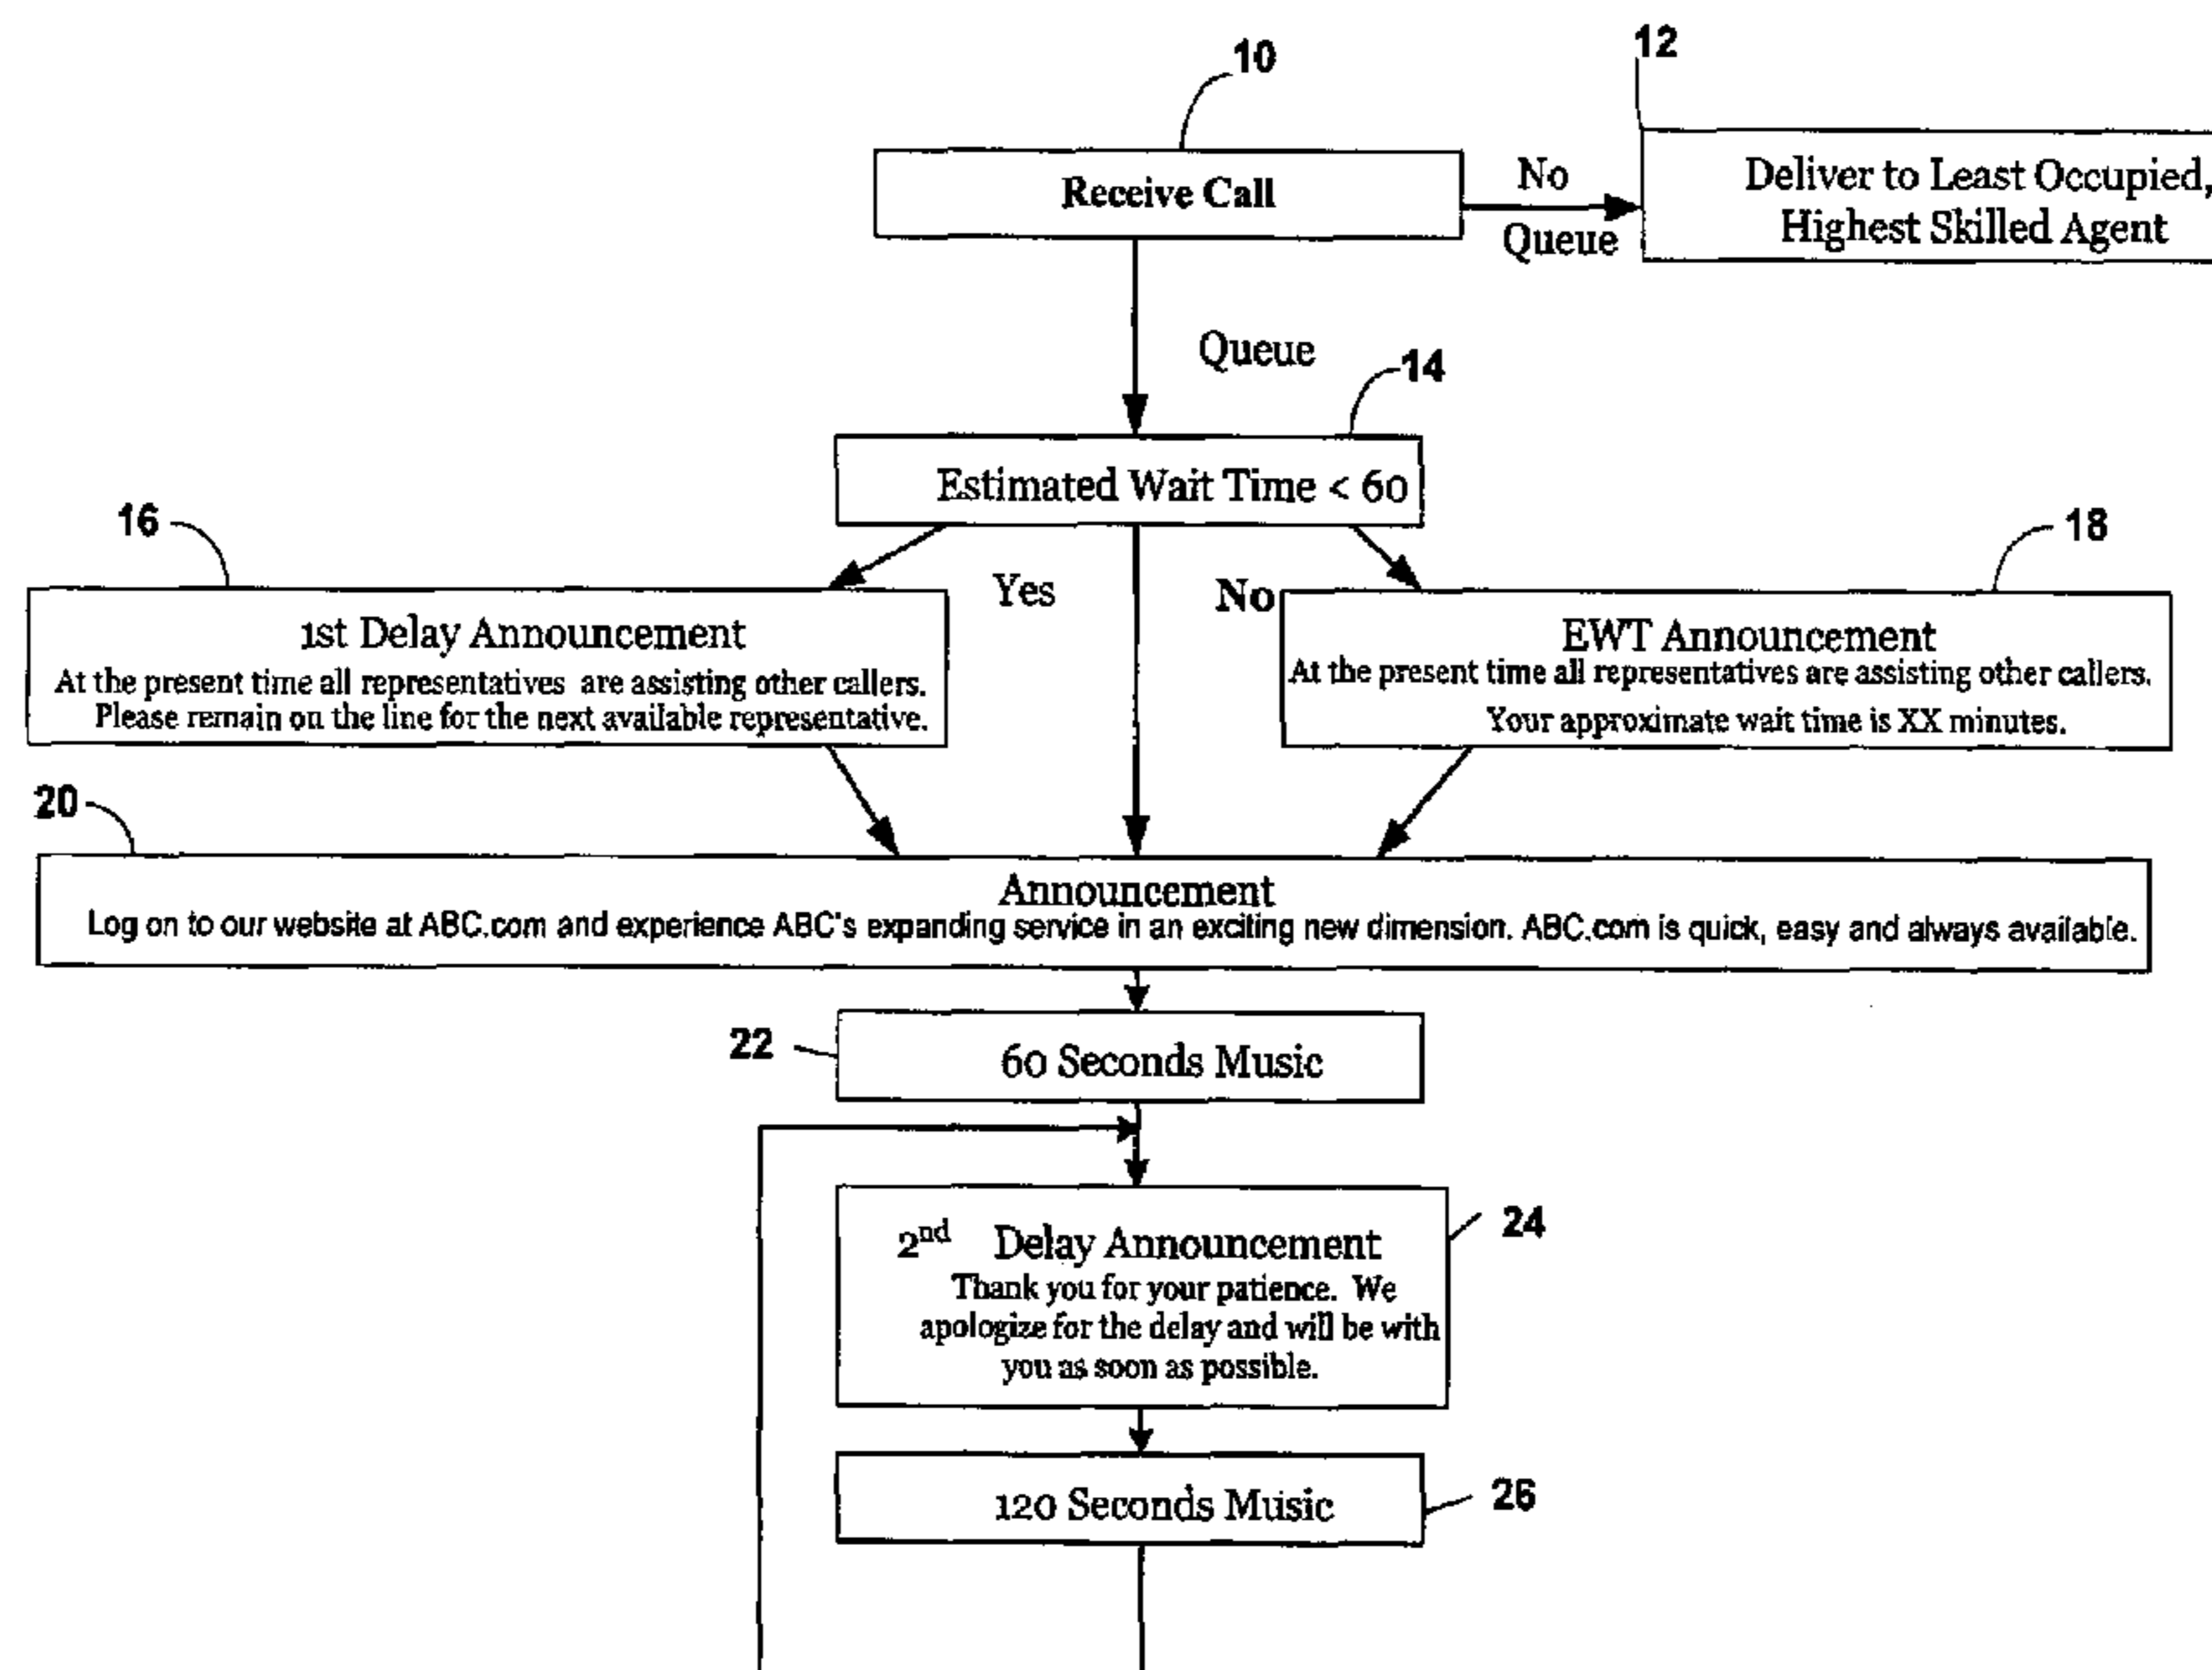 10
12
Receive Call
No
Queue
Deliver to Least Occupied,
Highest Skilled Agent
Queue
14
Estimated Wait Time < 60
16
18
Yes
No
1st Delay Announcement
At the present time all representatives are assisting other callers.
Please remain on the line for the next available representative.
EWT Announcement
At the present time all representatives are assisting other callers.
Your approximate wait time is XX minutes.
20
Announcement
Log on to our website at ABC.com and experience ABC's expanding service in an exciting new dimension. ABC.com is quick, easy and always available.
22
60 Seconds Music
24
2nd Delay Announcement
Thank you for your patience. We
apologize for the delay and will be with
you as soon as possible.
120 Seconds Music
26